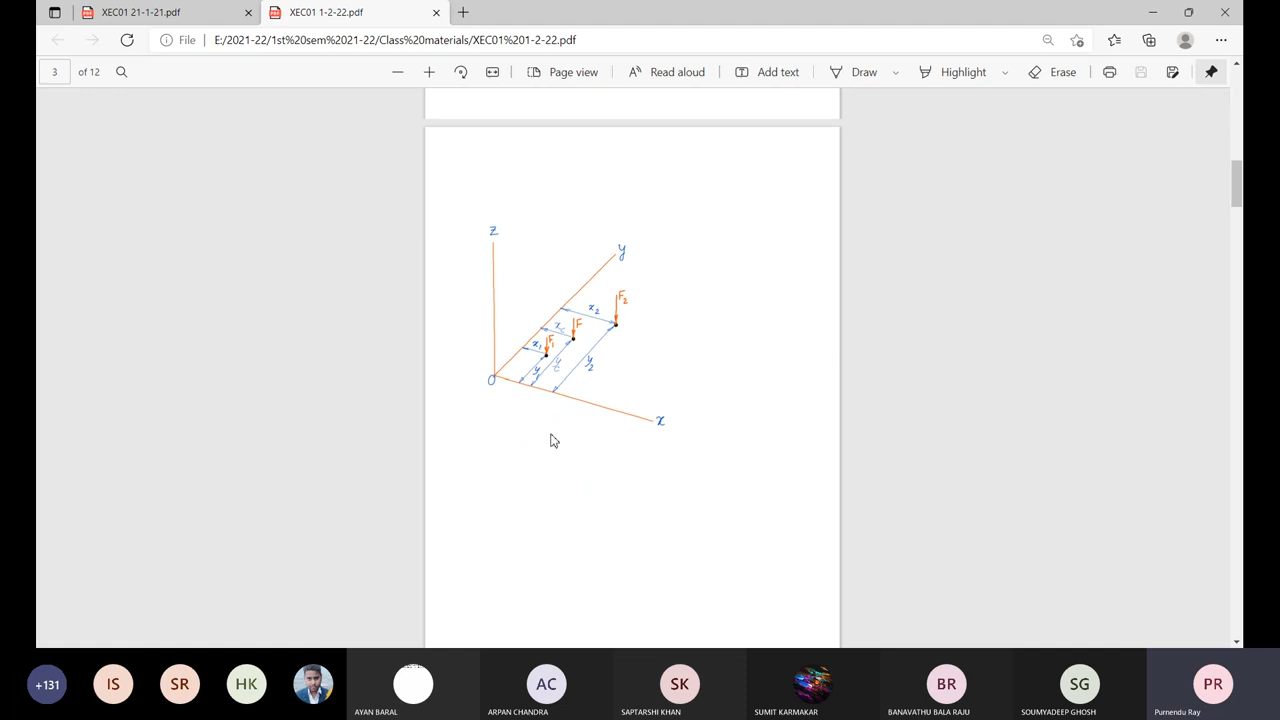 XEC01 21-1-21.pdf
XEC01 1-2-22.pdf
File
E:/2021-22/1st%20sem%2021-22/Class%20materials/XEC01%201-2-22.pdf
3 of 12
Page view
Read aloud
Add text
Draw
Highlight
Erase
z
y
F2
x2
F
xc
F1
x1
yc
y1
y2
O
x
+131
IS
SR
HK
AYAN BARAL
AC
ARPAN CHANDRA
SK
SAPTARSHI KHAN
SUMIT KARMAKAR
BR
BANAVATHU BALA RAJU
SG
SOUMYADEEP GHOSH
PR
Purnendu Ray